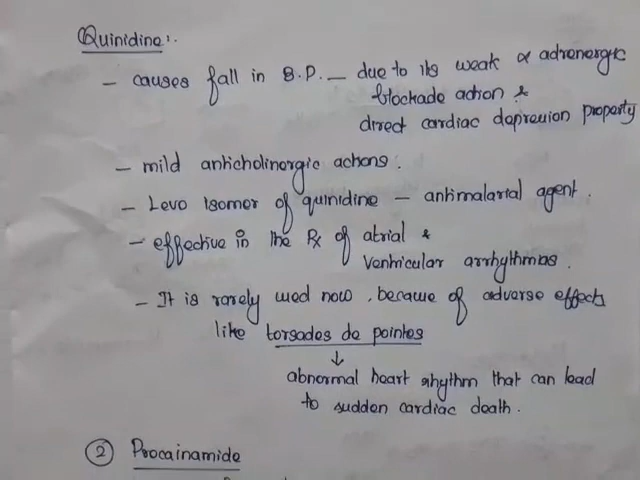 Quinidine:.
- causes fall in B.P. – due to its weak α adrenergic
blockade action &
direct cardiac depression property
- mild anticholinergic actions.
- Levo isomer of quinidine – antimalarial agent.
- effective in the Rx of atrial &
Ventricular arrhythmias.
- It is rarely used now, because of adverse effects
like torsades de pointes
↓
abnormal heart rhythm that can lead
to sudden cardiac death.
② Procainamide